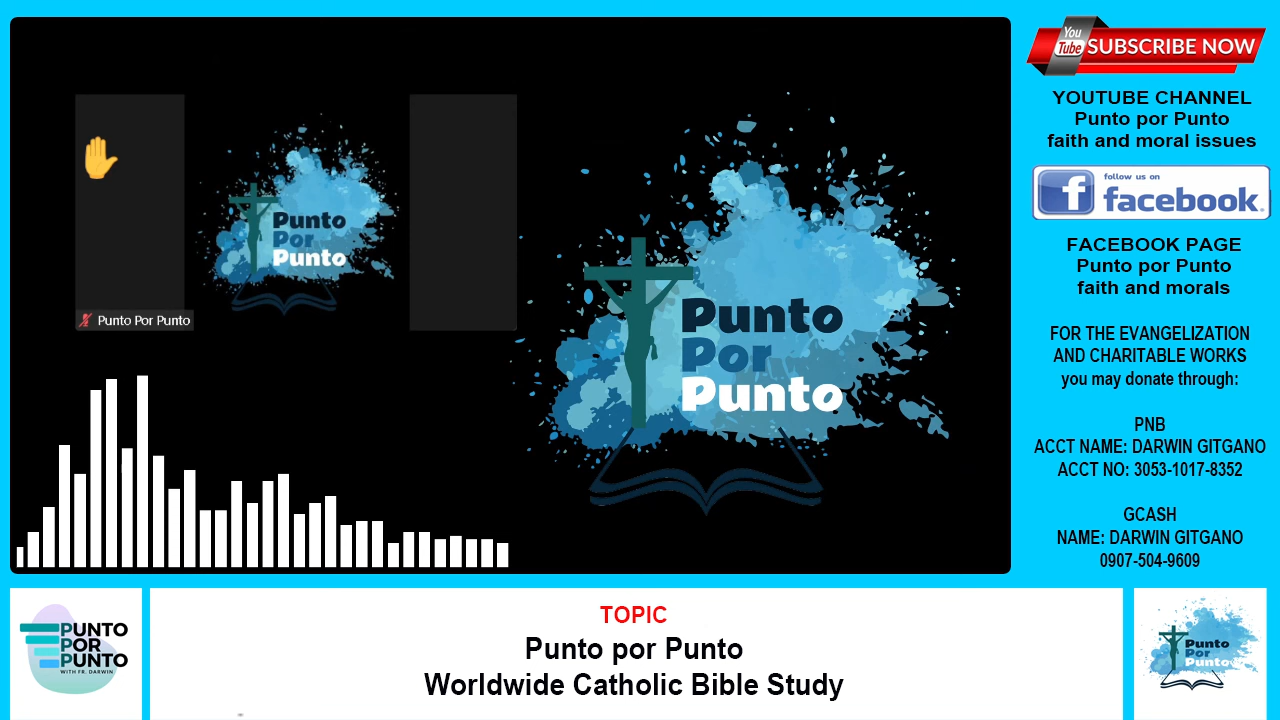 Punto
Por
Punto
Punto Por Punto
Punto
Por
Punto
You
Tube
SUBSCRIBE NOW
YOUTUBE CHANNEL
Punto por Punto
faith and moral issues
follow us on
f facebook.
FACEBOOK PAGE
Punto por Punto
faith and morals
FOR THE EVANGELIZATION
AND CHARITABLE WORKS
you may donate through:
PNB
ACCT NAME: DARWIN GITGANO
ACCT NO: 3053-1017-8352
GCASH
NAME: DARWIN GITGANO
0907-504-9609
PUNTO
POR
PUNTO
WITH FR. DARWIN
TOPIC
Punto por Punto
Worldwide Catholic Bible Study
Punto
Por
Punto